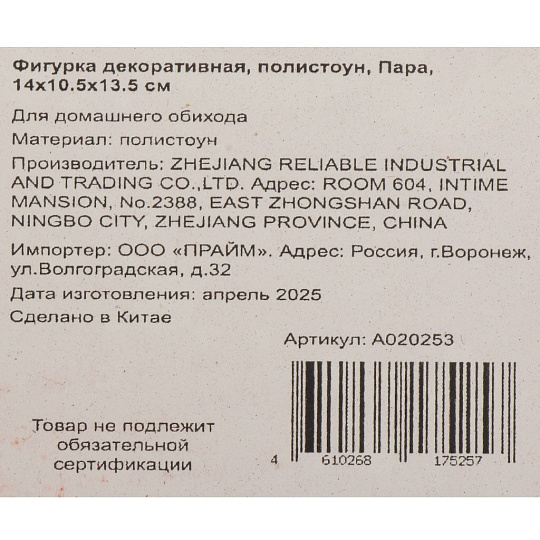 Фигурка декоративная, полистоун, Пара,
14x10.5x13.5 см
Для домашнего обихода
Материал: полистоун
Производитель: ZHEJIANG RELIABLE INDUSTRIAL
AND TRADING CO.,LTD. Адрес: ROOM 604, INTIME
MANSION, No.2388, EAST ZHONGSHAN ROAD,
NINGBO CITY, ZHEJIANG PROVINCE, CHINA
Импортер: ООО «ПРАЙМ». Адрес: Россия, г.Воронеж,
ул.Волгоградская, д.32
Дата изготовления: апрель 2025
Сделано в Китае
Артикул: A020253
Товар не подлежит
обязательной
сертификации
4 610268 175257